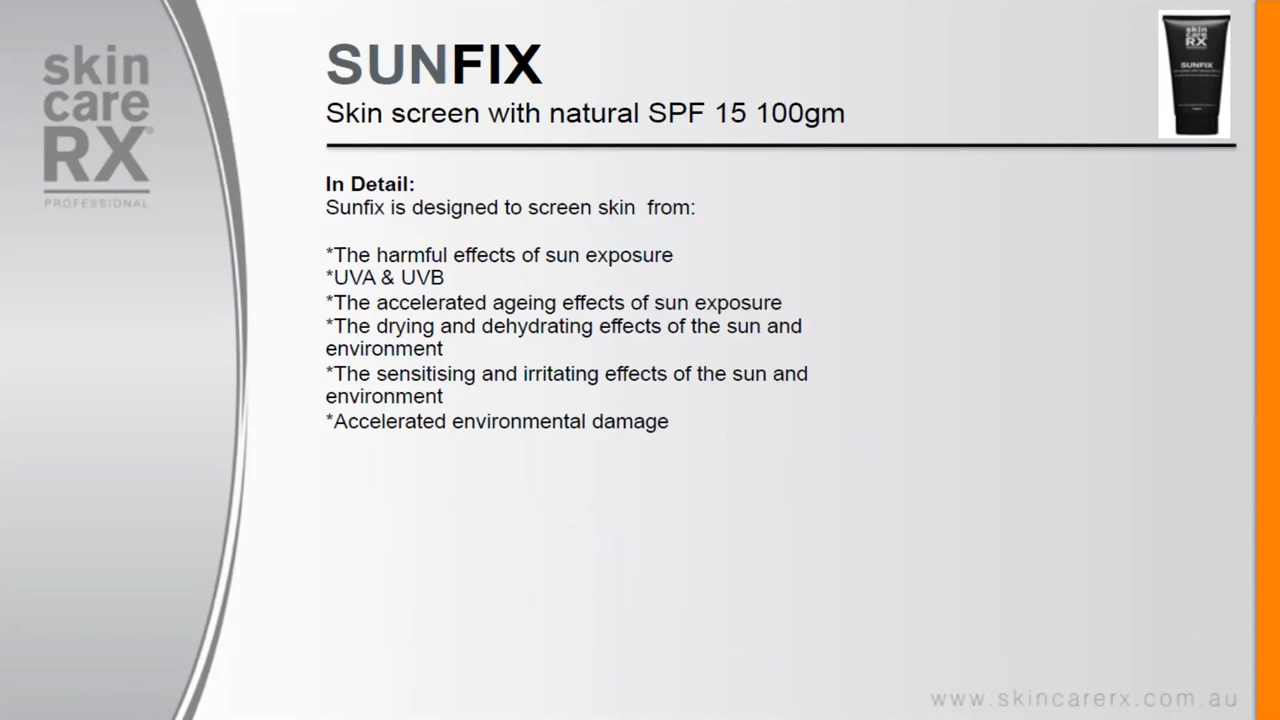 skin
care
RX®
PROFESSIONAL
SUNFIX
Skin screen with natural SPF 15 100gm
skin
care
RX
SUNFIX
In Detail:
Sunfix is designed to screen skin  from:
*The harmful effects of sun exposure
*UVA & UVB
*The accelerated ageing effects of sun exposure
*The drying and dehydrating effects of the sun and
environment
*The sensitising and irritating effects of the sun and
environment
*Accelerated environmental damage
www.skincarerx.com.au